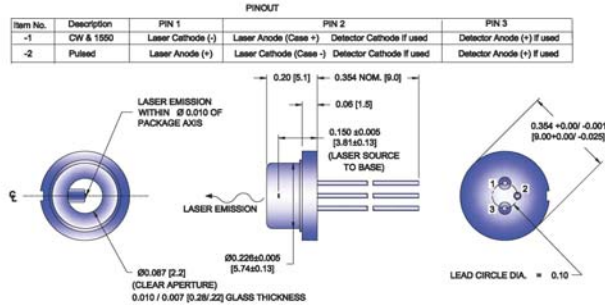 PINOUT
Item No. Description PIN 1 PIN 2 PIN 3
-1 CW & 1550 Laser Cathode (-) Laser Anode (Case +) Detector Cathode if used Detector Anode (+) if used
-2 Pulsed Laser Anode (+) Laser Cathode (Case -) Detector Cathode if used Detector Anode (+) if used
0.20 [5.1]
0.354 NOM. [9.0]
0.06 [1.5]
LASER EMISSION
WITHIN Ø 0.010 OF
PACKAGE AXIS
0.150 ±0.005
[3.81±0.13]
(LASER SOURCE
TO BASE)
0.354 +0.00/ -0.001
[9.00+0.00/ -0.025]
1
2
3
LASER EMISSION
Ø0.226±0.005
[5.74±0.13]
Ø0.087 [2.2]
(CLEAR APERTURE)
0.010 / 0.007 [0.28/.22] GLASS THICKNESS
LEAD CIRCLE DIA. = 0.10